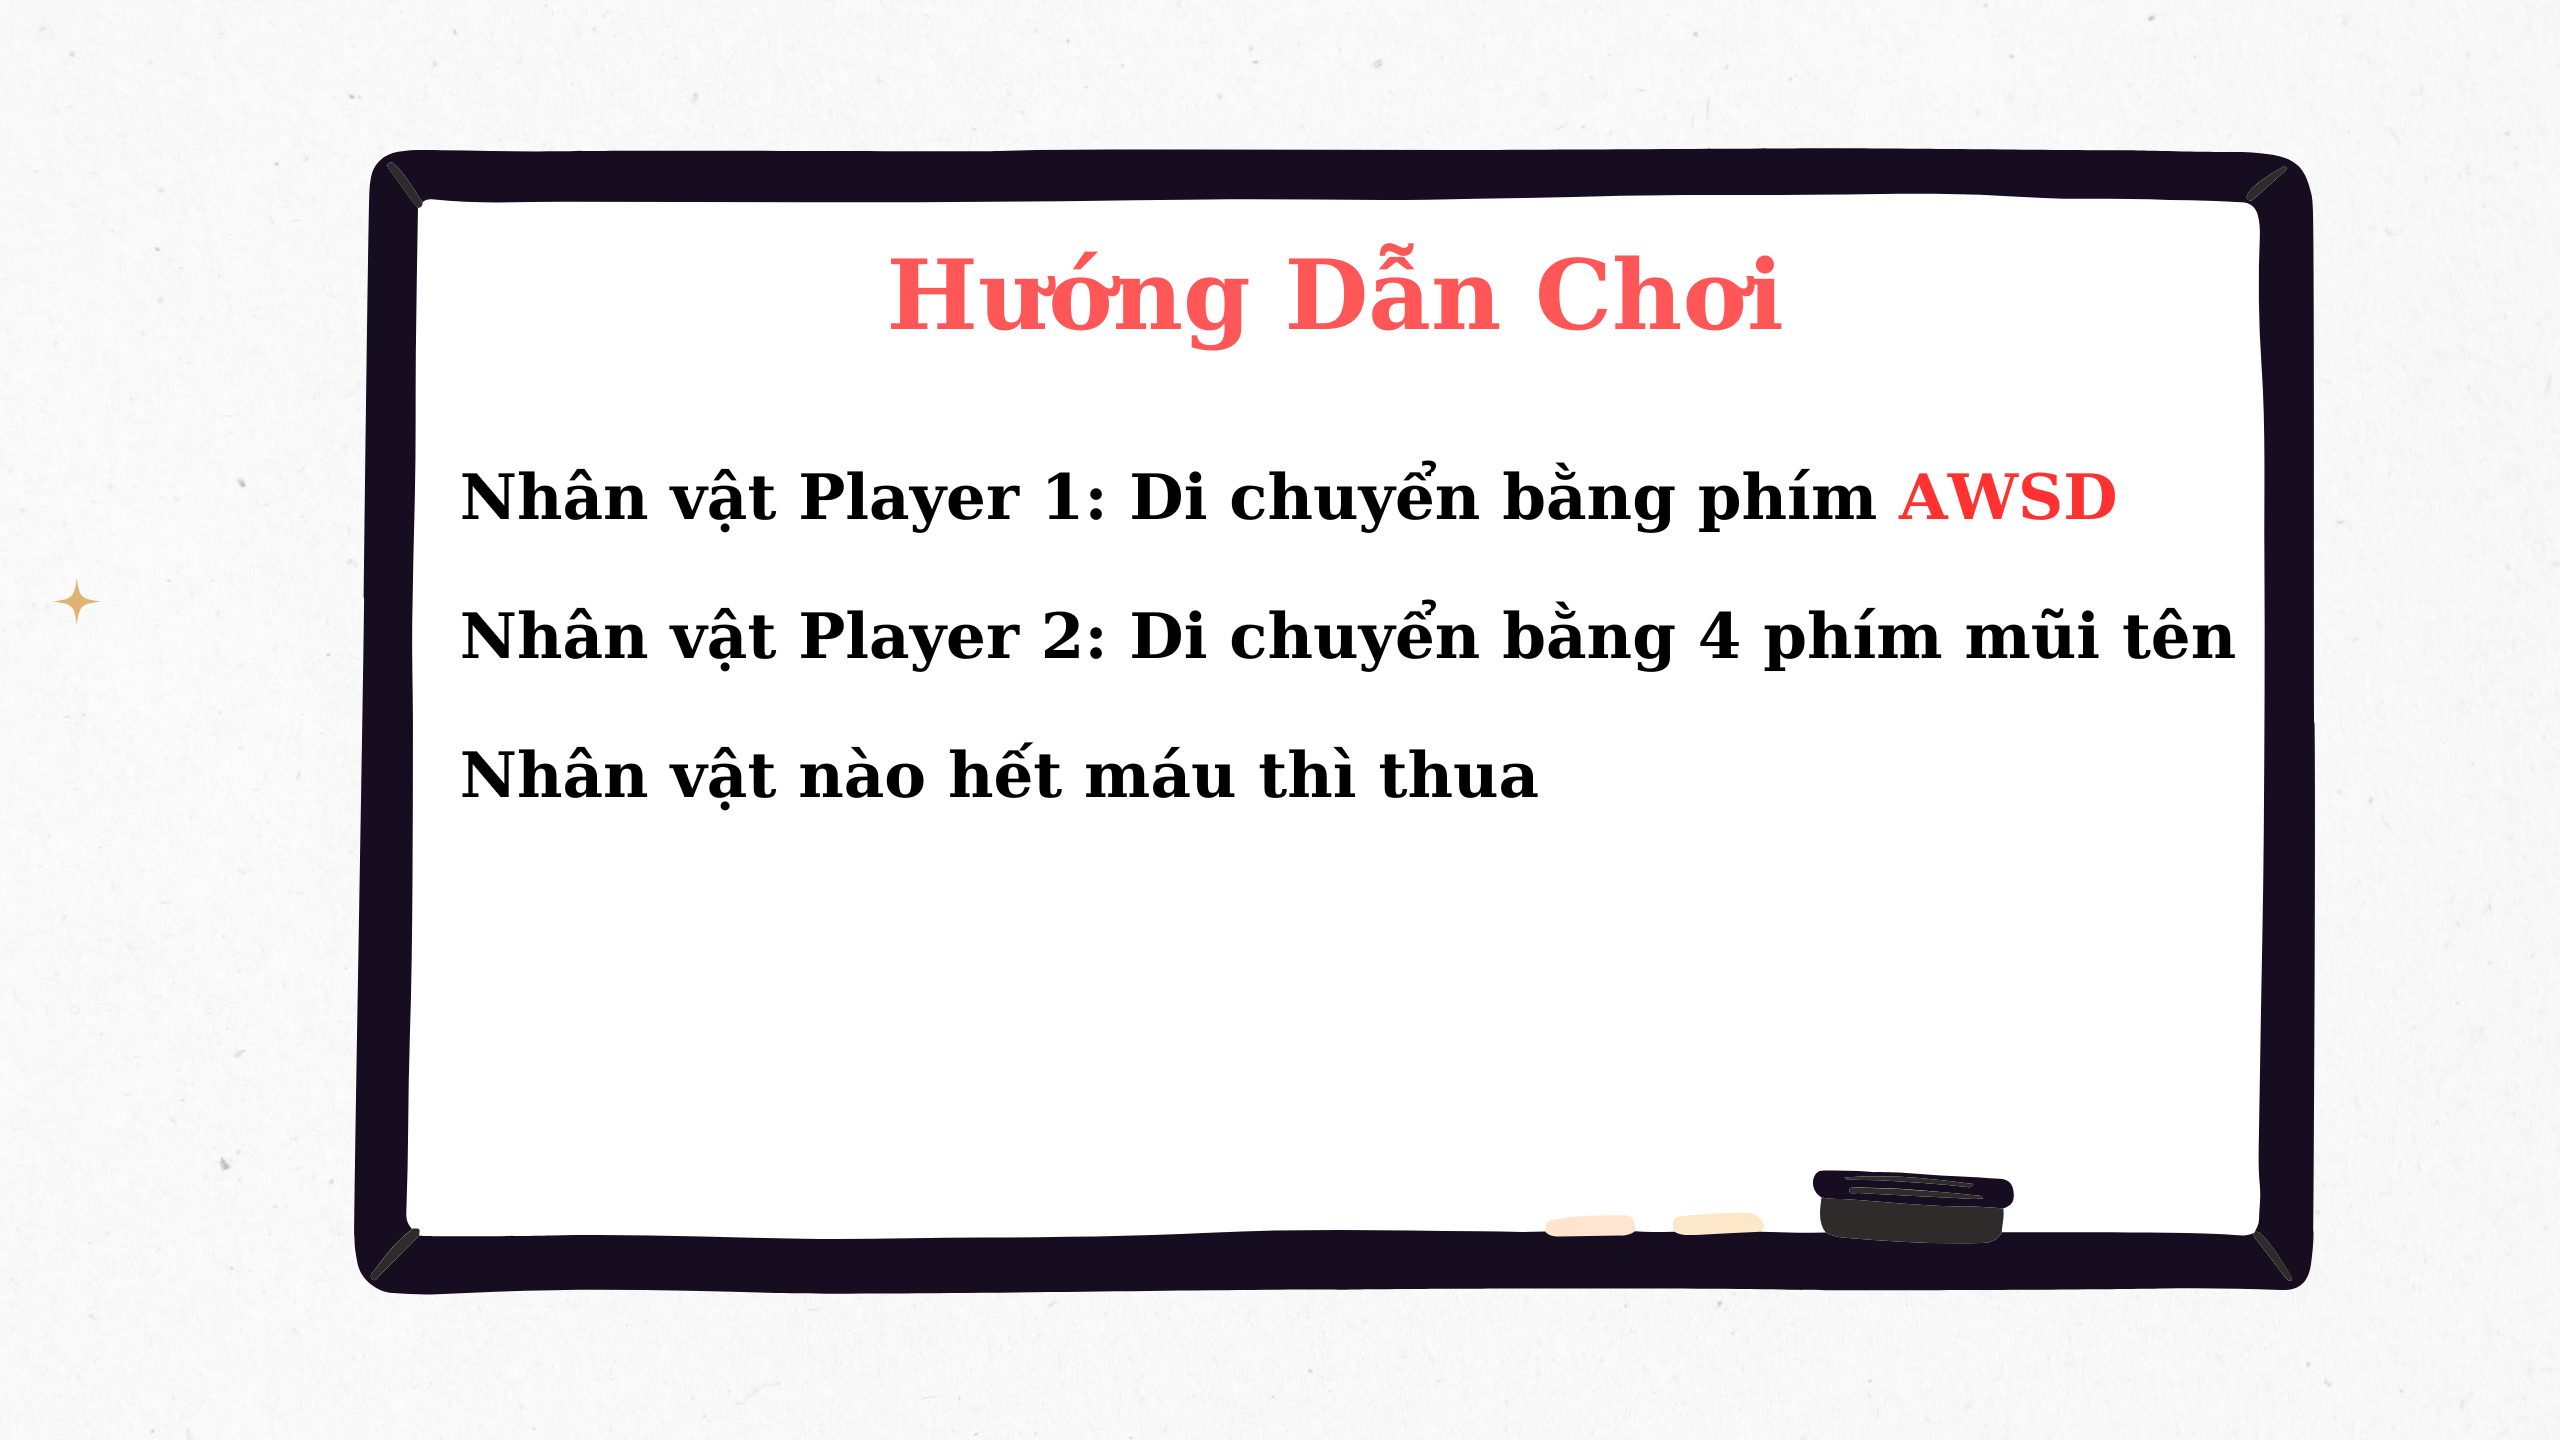 Hướng Dẫn Chơi
Nhân vật Player 1: Di chuyển bằng phím AWSD
Nhân vật Player 2: Di chuyển bằng 4 phím mũi tên
Nhân vật nào hết máu thì thua